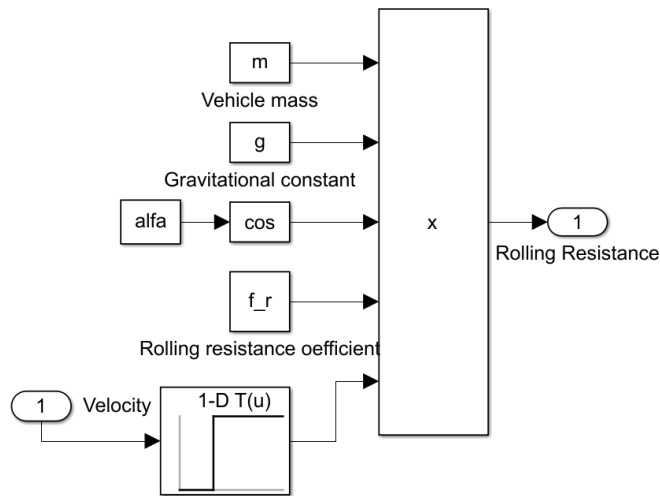 m
Vehicle mass
g
Gravitational constant
alfa
cos
x
1
Rolling Resistance
f_r
Rolling resistance oefficient
1
Velocity
1-D T(u)